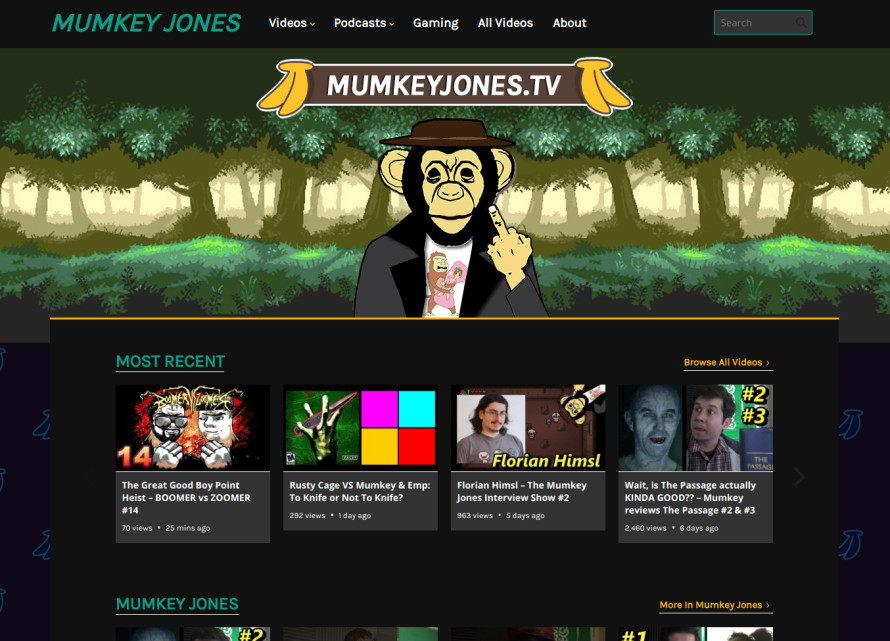 MUMKEY JONES
Videos
Podcasts
Gaming
All Videos
About
Search
MUMKEYJONES.TV
MOST RECENT
Browse All Videos >
BOOMER VS ZOOMER
14
Florian Himsl
#2
#3
THE
PASSAGE
The Great Good Boy Point
Heist – BOOMER vs ZOOMER
#14
70 views • 25 mins ago
Rusty Cage VS Mumkey & Emp:
To Knife or Not To Knife?
292 views • 1 day ago
Florian Himsl – The Mumkey
Jones Interview Show #2
963 views • 5 days ago
Wait, is The Passage actually
KINDA GOOD?? – Mumkey
reviews The Passage #2 & #3
2,460 views • 6 days ago
MUMKEY JONES
More In Mumkey Jones >
#2
#1